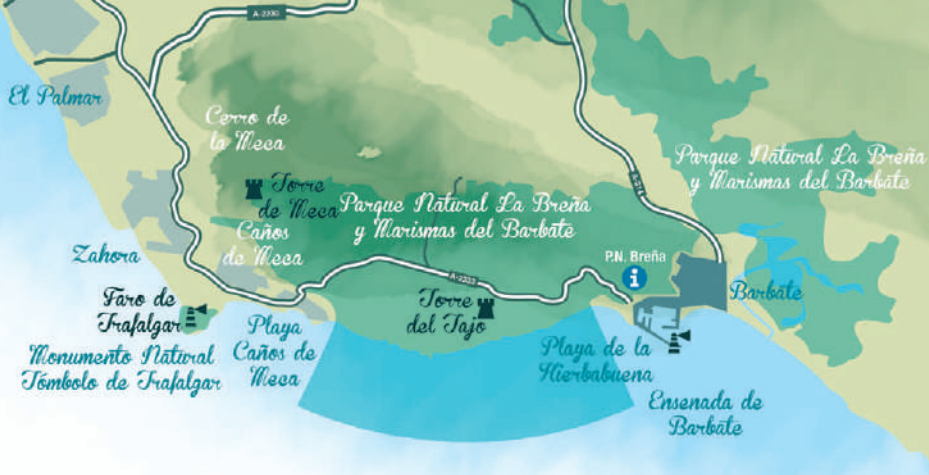 A-2230
El Palmar
Cerro de
la Meca
Parque Natural La Breña
y Marismas del Barbate
Torre
de Meca
Parque Natural La Breña
y Marismas del Barbate
Caños
de Meca
Zahora
P.N. Breña
i
A-2233
Barbate
Faro de
Trafalgar
Torre
del Tajo
Playa
Caños de
Meca
Monumento Natural
Tómbolo de Trafalgar
Playa de la
Hierbabuena
Ensenada de
Barbate